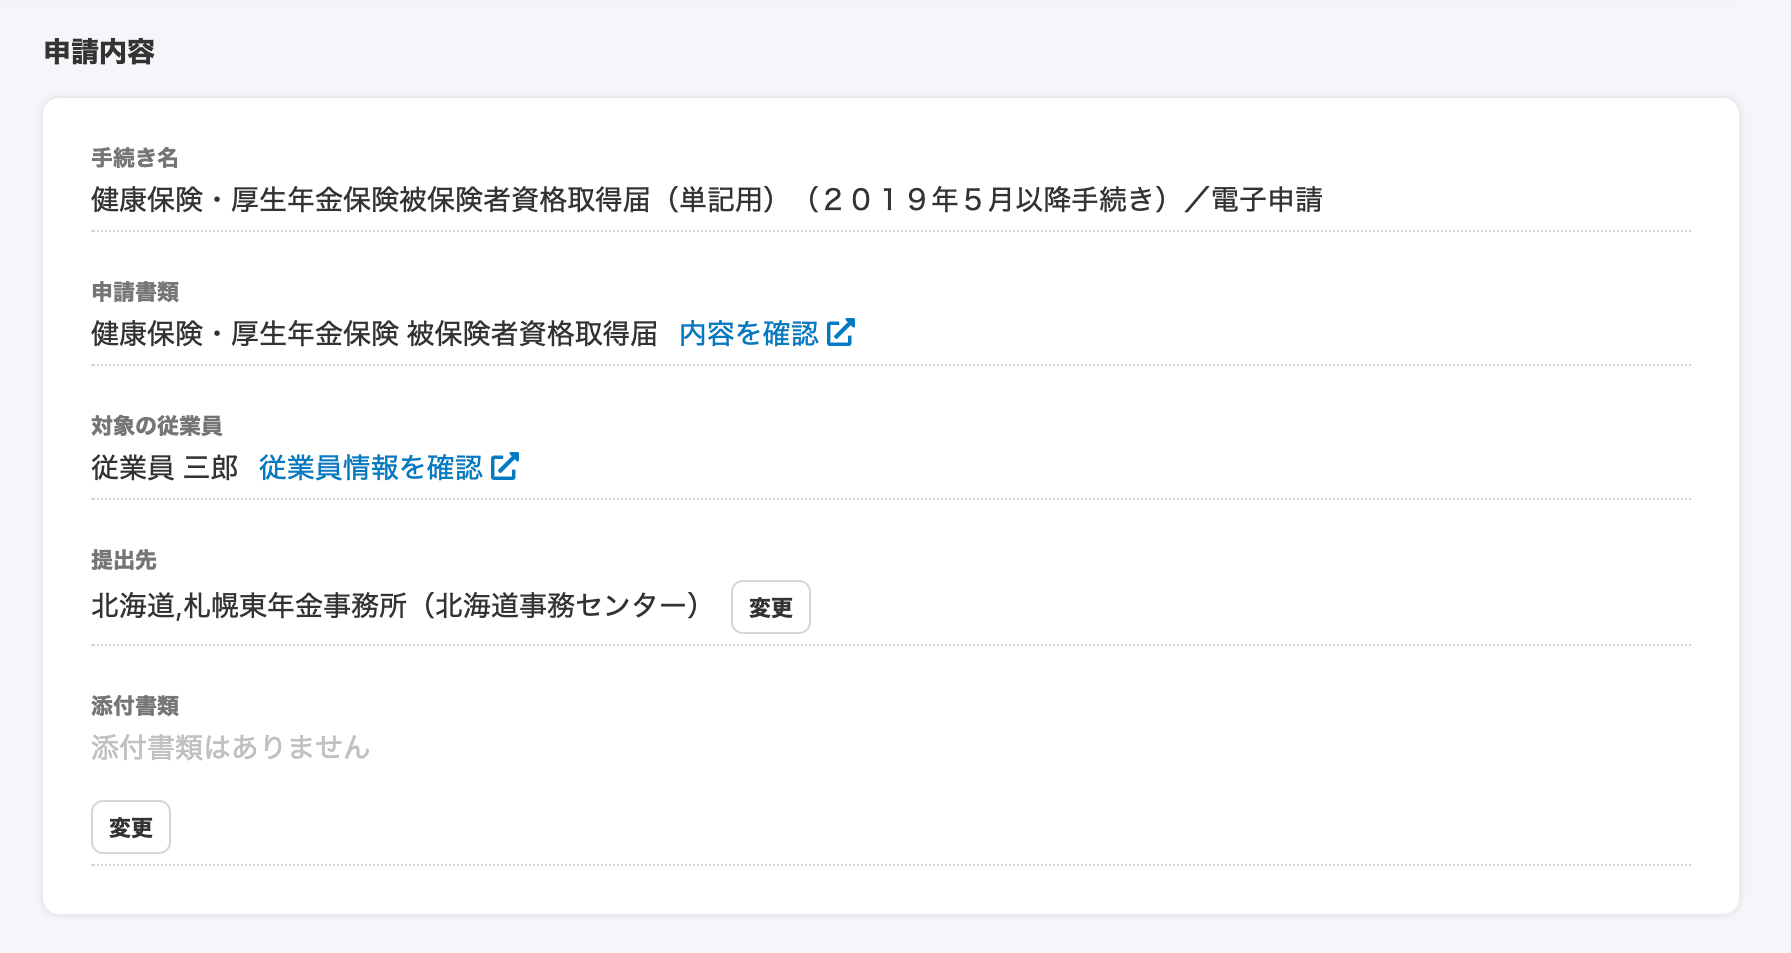 申請内容
手続き名
健康保険・厚生年金保険被保険者資格取得届（単記用）（２０１９年５月以降手続き）／電子申請
申請書類
健康保険・厚生年金保険 被保険者資格取得届 内容を確認
対象の従業員
従業員 三郎 従業員情報を確認
提出先
北海道,札幌東年金事務所（北海道事務センター） 変更
添付書類
添付書類はありません
変更